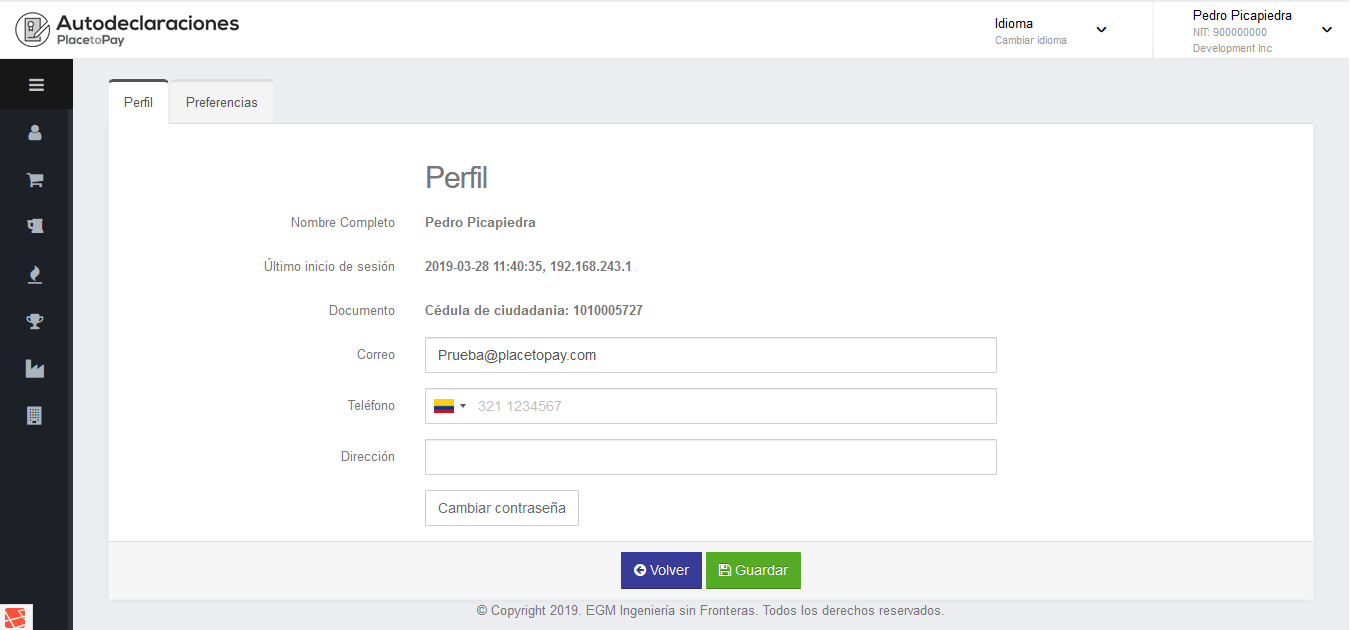 Autodeclaraciones
PlacetoPay
Idioma
Cambiar idioma
Pedro Picapiedra
NIT: 900000000
Development Inc
Perfil
Preferencias
Perfil
Nombre Completo
Pedro Picapiedra
Último inicio de sesión
2019-03-28 11:40:35, 192.168.243.1
Documento
Cédula de ciudadania: 1010005727
Correo
Prueba@placetopay.com
Teléfono
321 1234567
Dirección
Cambiar contraseña
Volver
Guardar
© Copyright 2019. EGM Ingeniería sin Fronteras. Todos los derechos reservados.